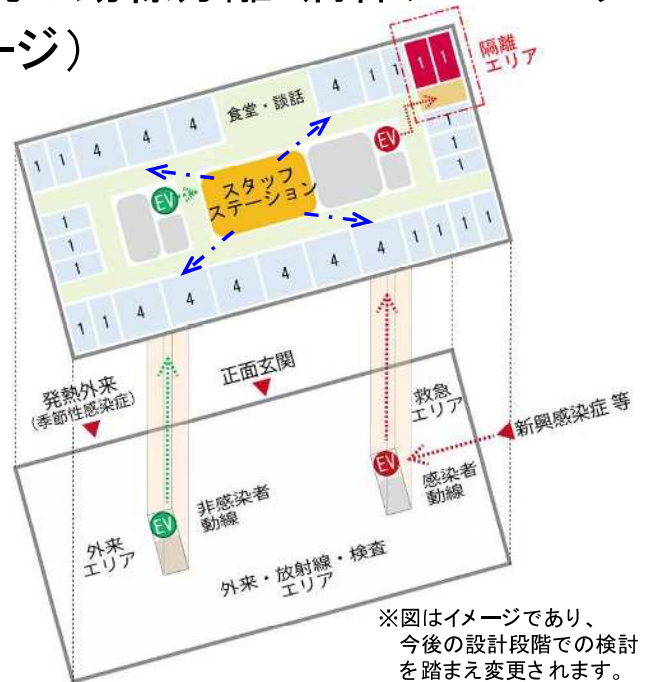 ージ）
隔離
エリア
1 1 4 4 4 食堂・談話 4 1 1 1 1
EV
EV
スタッフ
ステーション
1
1
1
1
1
1
1 1 4 4 4 4 4 4 4 1 1 1 1
発熱外来
(季節性感染症)
正面玄関
救急
エリア
新興感染症 等
EV
感染者
動線
非感染者
動線
EV
外来
エリア
外来・放射線・検査
エリア
※図はイメージであり、
今後の設計段階での検討
を踏まえ変更されます。